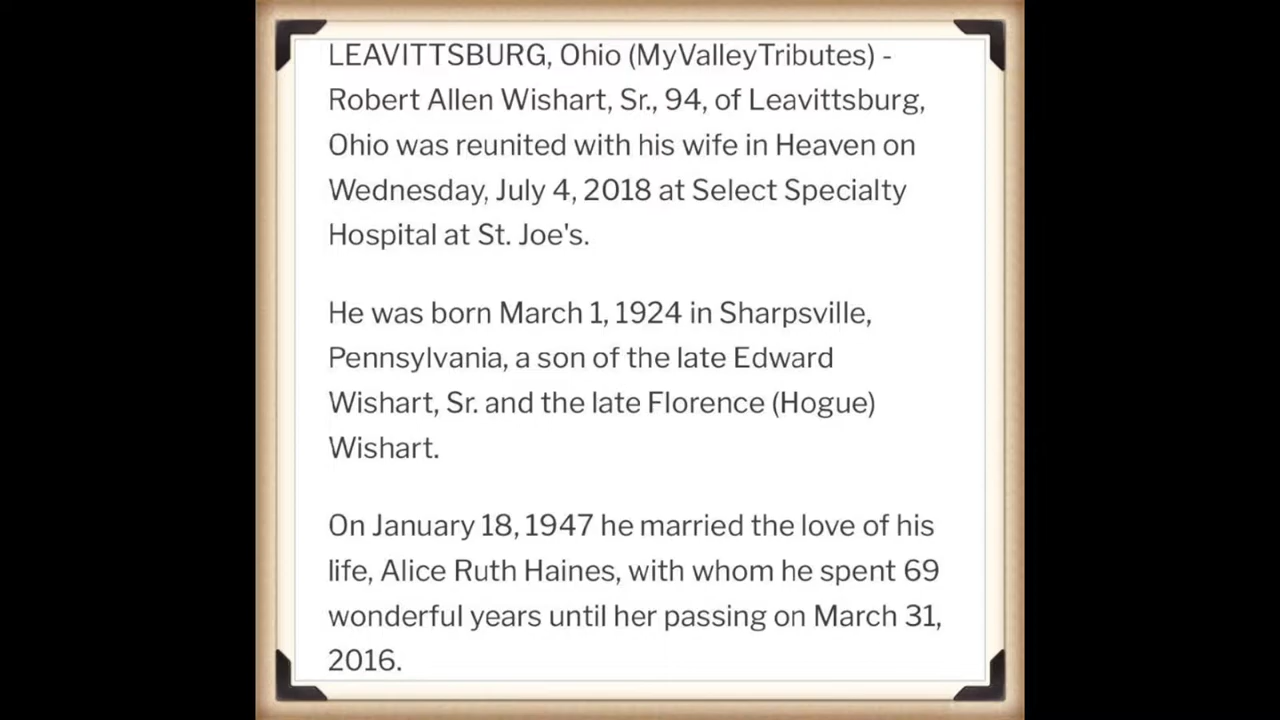 LEAVITTSBURG, Ohio (MyValleyTributes) -
Robert Allen Wishart, Sr., 94, of Leavittsburg,
Ohio was reunited with his wife in Heaven on
Wednesday, July 4, 2018 at Select Specialty
Hospital at St. Joe's.
He was born March 1, 1924 in Sharpsville,
Pennsylvania, a son of the late Edward
Wishart, Sr. and the late Florence (Hogue)
Wishart.
On January 18, 1947 he married the love of his
life, Alice Ruth Haines, with whom he spent 69
wonderful years until her passing on March 31,
2016.